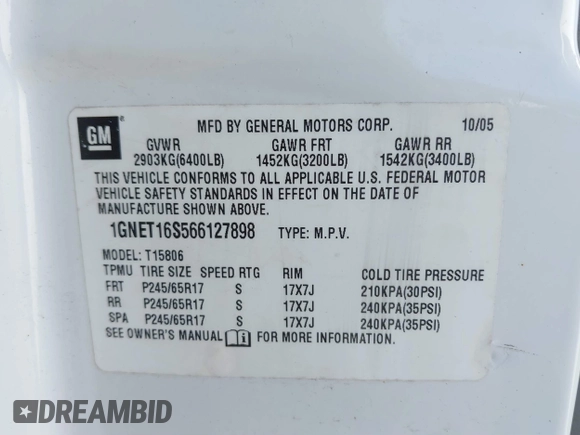 GM
MFD BY GENERAL MOTORS CORP. 10/05
GVWR GAWR FRT GAWR RR
2903KG(6400LB) 1452KG(3200LB) 1542KG(3400LB)
THIS VEHICLE CONFORMS TO ALL APPLICABLE U.S. FEDERAL MOTOR
VEHICLE SAFETY STANDARDS IN EFFECT ON THE DATE OF
MANUFACTURE SHOWN ABOVE.
1GNET16S566127898 TYPE: M.P.V.
MODEL: T15806
TPMU TIRE SIZE SPEED RTG RIM COLD TIRE PRESSURE
FRT P245/65R17 S 17X7J 210KPA(30PSI)
RR P245/65R17 S 17X7J 240KPA(35PSI)
SPA P245/65R17 S 17X7J 240KPA(35PSI)
SEE OWNER'S MANUAL FOR MORE INFORMATION.
DREAMBID